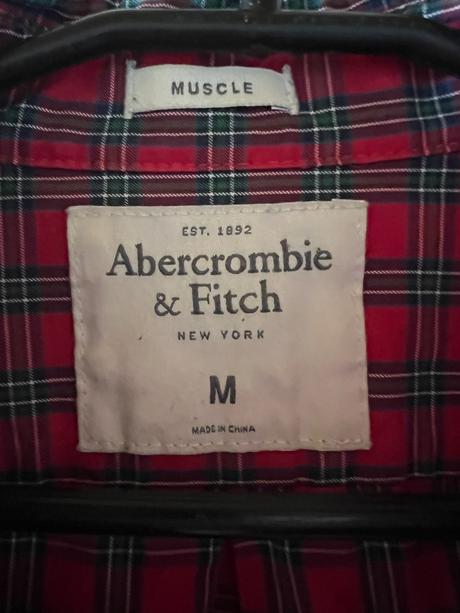 MUSCLE
EST. 1892
Abercrombie
& Fitch
NEW YORK
M
MADE IN CHINA